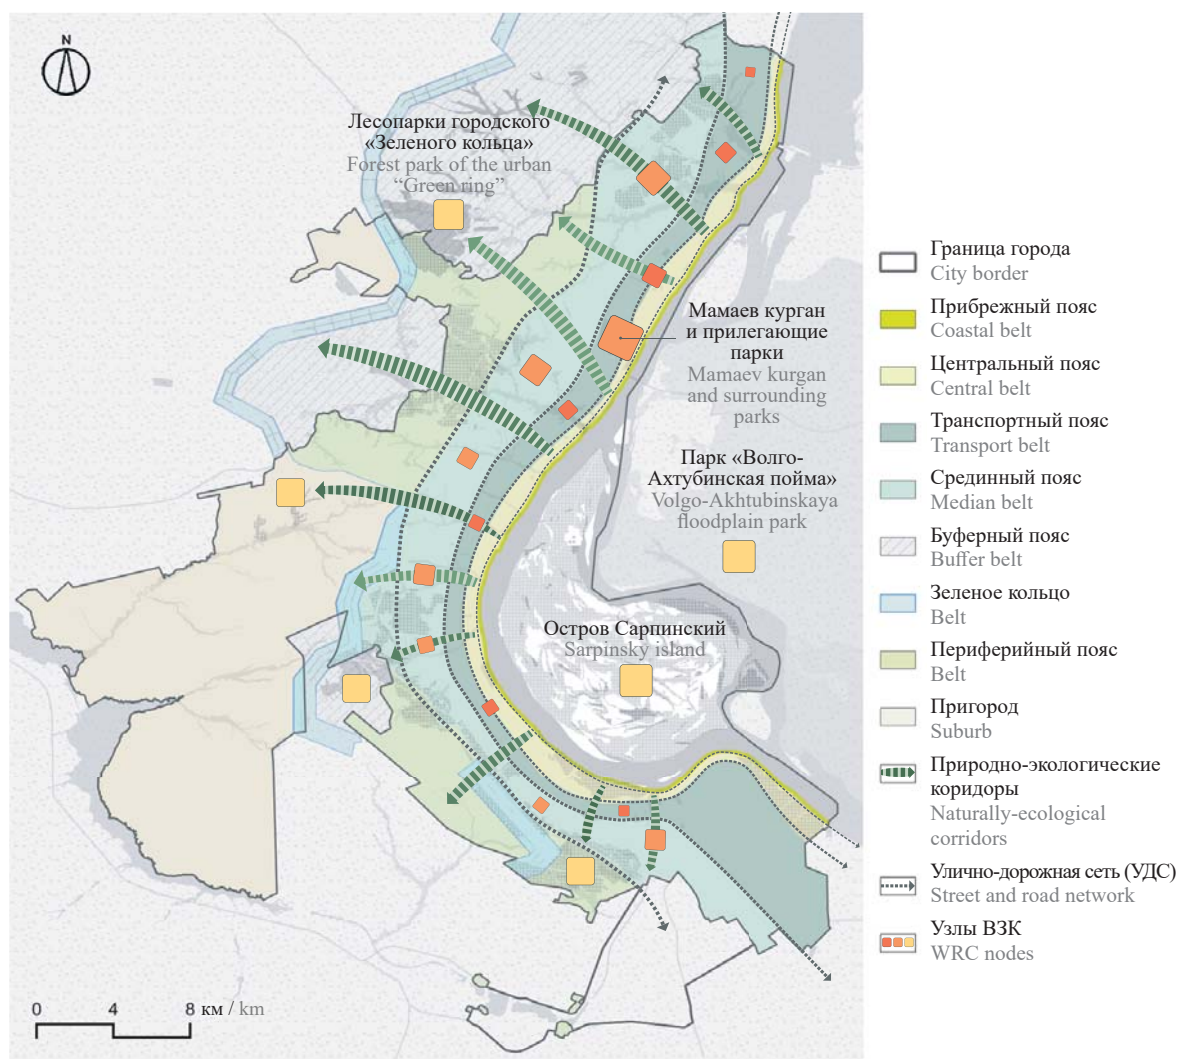 N
Лесопарки городского
«Зеленого кольца»
Forest park of the urban
“Green ring”
Мамаев курган
и прилегающие
парки
Mamaev kurgan
and surrounding
parks
Парк «Волго-
Ахтубинская пойма»
Volgo-Akhtubinskaya
floodplain park
Остров Сарпинский
Sarpinsky island
0 4 8 км / km
Граница города
City border
Прибрежный пояс
Coastal belt
Центральный пояс
Central belt
Транспортный пояс
Transport belt
Срединный пояс
Median belt
Буферный пояс
Buffer belt
Зеленое кольцо
Belt
Периферийный пояс
Belt
Пригород
Suburb
Природно-экологические
коридоры
Naturally-ecological
corridors
Улично-дорожная сеть (УДС)
Street and road network
Узлы ВЗК
WRC nodes